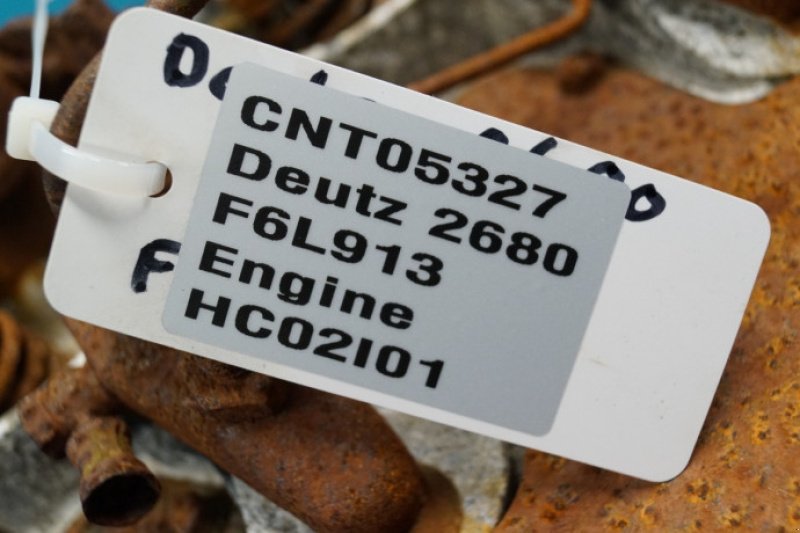 CNT05327
Deutz 2680
F6L913
Engine
HC02I01